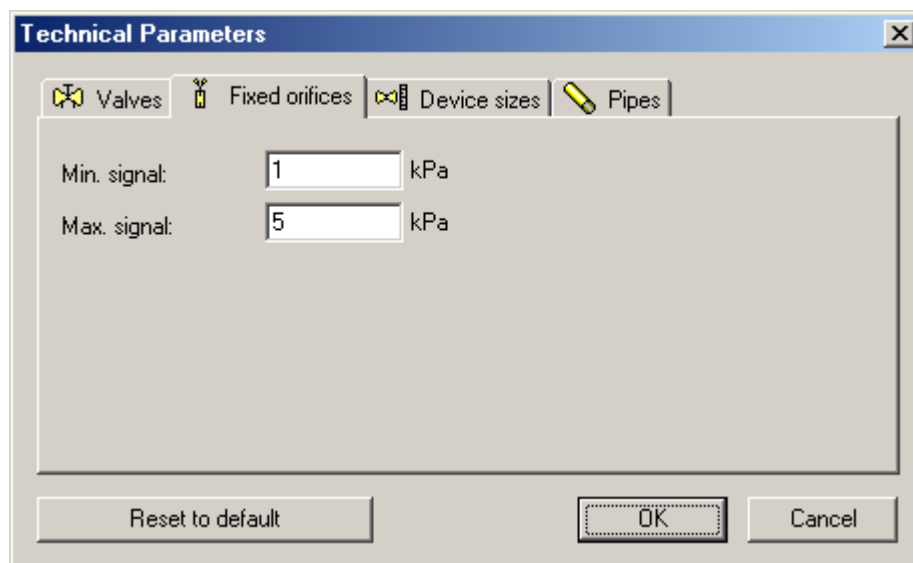 Technical Parameters
Valves Fixed orifices Device sizes Pipes
Min. signal: 1 kPa
Max. signal: 5 kPa
Reset to default OK Cancel